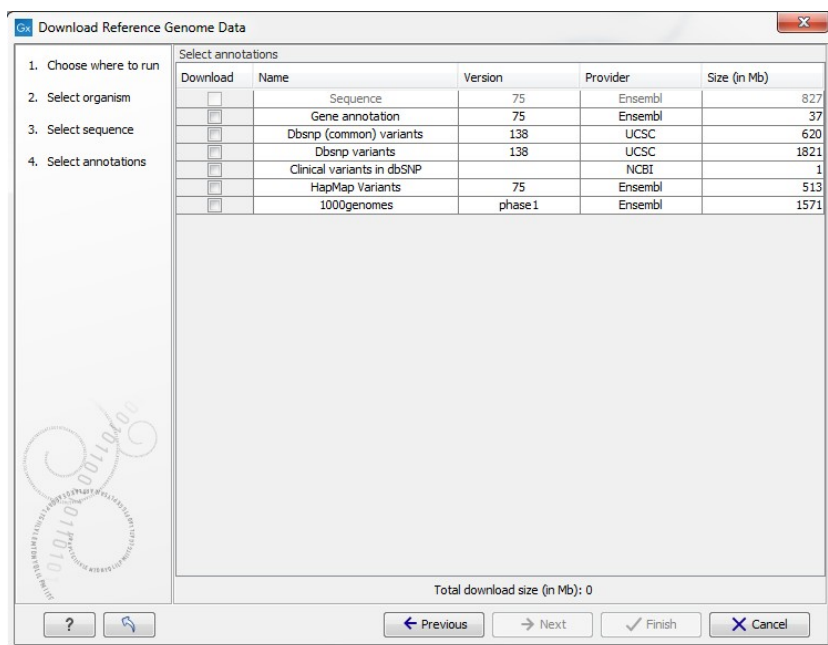 Gx Download Reference Genome Data
1. Choose where to run
2. Select organism
3. Select sequence
4. Select annotations
Select annotations
Download Name Version Provider Size (in Mb)
Sequence 75 Ensembl 827
Gene annotation 75 Ensembl 37
Dbsnp (common) variants 138 UCSC 620
Dbsnp variants 138 UCSC 1821
Clinical variants in dbSNP NCBI 1
HapMap Variants 75 Ensembl 513
1000genomes phase1 Ensembl 1571
Total download size (in Mb): 0
? Previous Next Finish Cancel